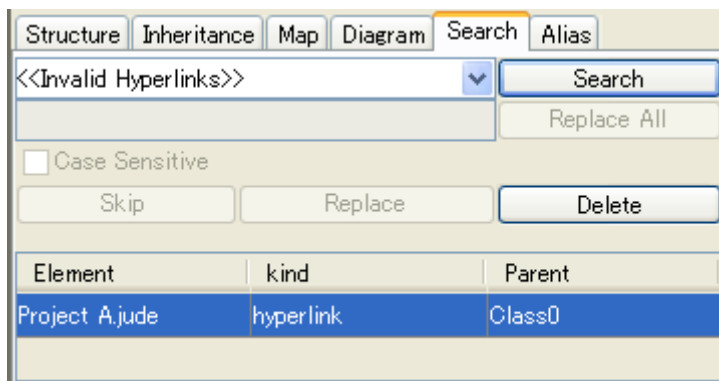 Structure Inheritance Map Diagram Search Alias
<<Invalid Hyperlinks>> Search
Replace All
Case Sensitive
Skip Replace Delete
Element kind Parent
Project A.jude hyperlink Class0